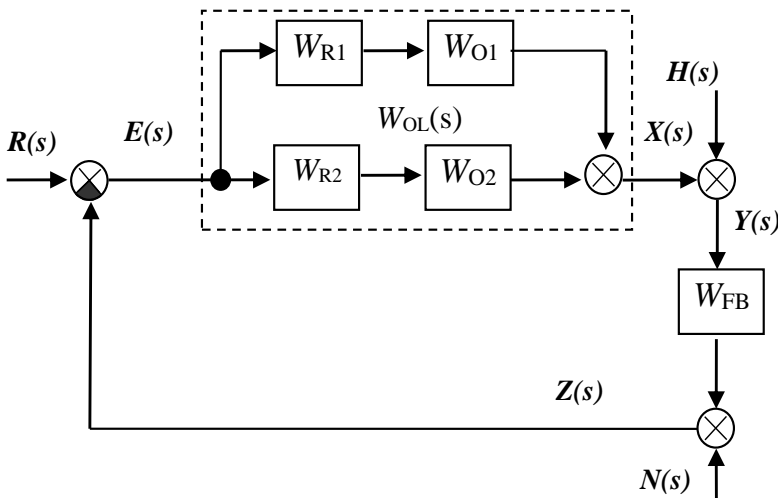 W_R1
W_O1
H(s)
W_OL(s)
E(s)
X(s)
R(s)
W_R2
W_O2
Y(s)
W_FB
Z(s)
N(s)